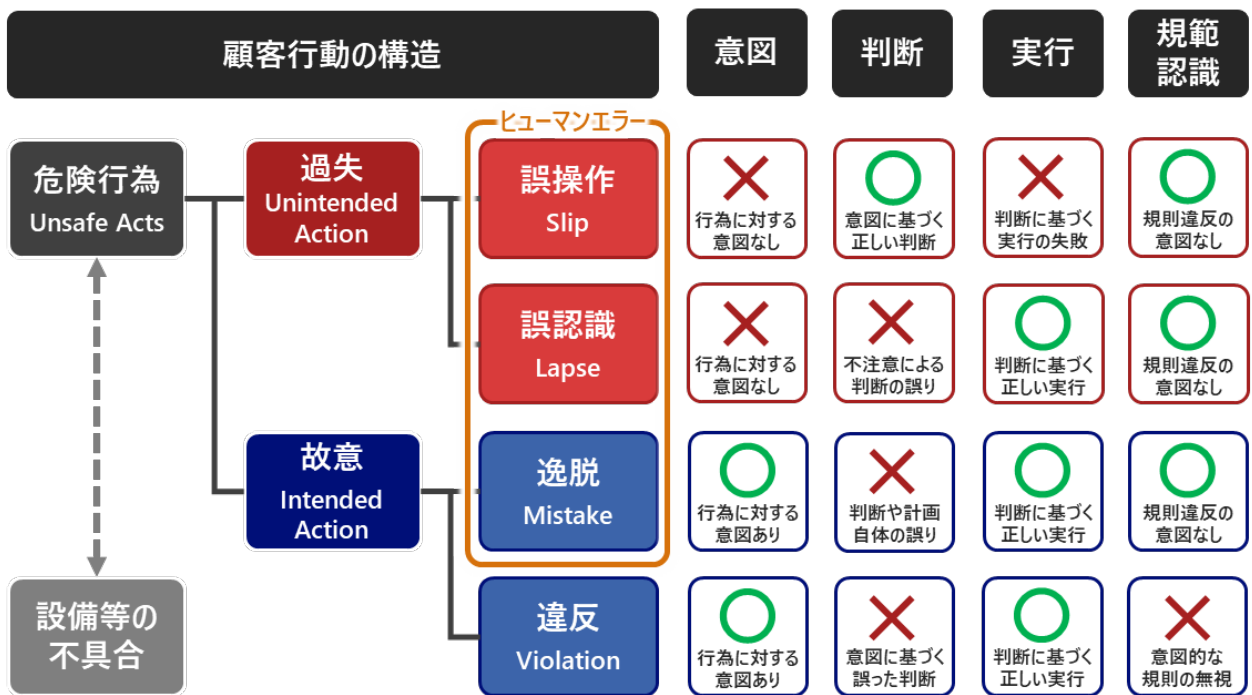 顧客行動の構造
意図
判断
実行
規範
認識
ヒューマンエラー
危険行為
Unsafe Acts
過失
Unintended
Action
誤操作
Slip
行為に対する
意図なし
意図に基づく
正しい判断
判断に基づく
実行の失敗
規則違反の
意図なし
誤認識
Lapse
行為に対する
意図なし
不注意による
判断の誤り
判断に基づく
正しい実行
規則違反の
意図なし
故意
Intended
Action
逸脱
Mistake
行為に対する
意図あり
判断や計画
自体の誤り
判断に基づく
正しい実行
規則違反の
意図なし
設備等の
不具合
違反
Violation
行為に対する
意図あり
意図に基づく
誤った判断
判断に基づく
正しい実行
意図的な
規則の無視